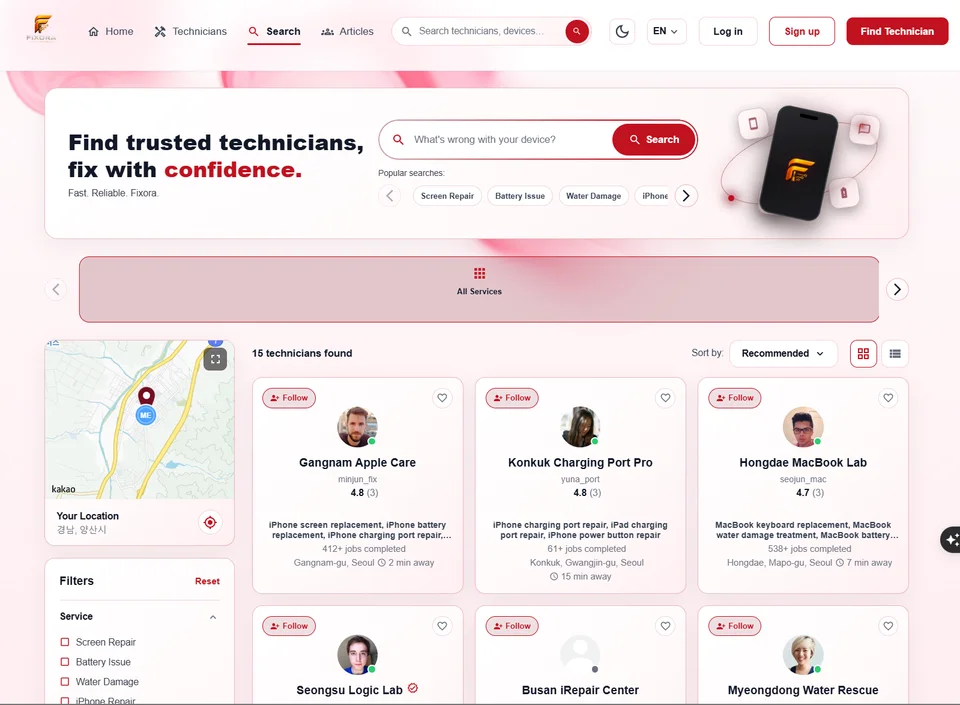 FIXORA
Home
Technicians
Search
Articles
Search technicians, devices...
EN
Log in
Sign up
Find Technician
Find trusted technicians,
fix with confidence.
Fast. Reliable. Fixora.
What's wrong with your device?
Search
Popular searches:
Screen Repair
Battery Issue
Water Damage
iPhone
All Services
ME
kakao
Your Location
경남, 양산시
Filters
Reset
Service
Screen Repair
Battery Issue
Water Damage
iPhone Repair
15 technicians found
Sort by:
Recommended
Follow
Gangnam Apple Care
minjun_fix
4.8 (3)
iPhone screen replacement, iPhone battery
replacement, iPhone charging port repair,...
412+ jobs completed
Gangnam-gu, Seoul 2 min away
Follow
Konkuk Charging Port Pro
yuna_port
4.8 (3)
iPhone charging port repair, iPad charging
port repair, iPhone power button repair
61+ jobs completed
Konkuk, Gwangjin-gu, Seoul
15 min away
Follow
Hongdae MacBook Lab
seojun_mac
4.7 (3)
MacBook keyboard replacement, MacBook
water damage treatment, MacBook battery...
538+ jobs completed
Hongdae, Mapo-gu, Seoul 7 min away
Follow
Seongsu Logic Lab
Follow
Busan iRepair Center
Follow
Myeongdong Water Rescue